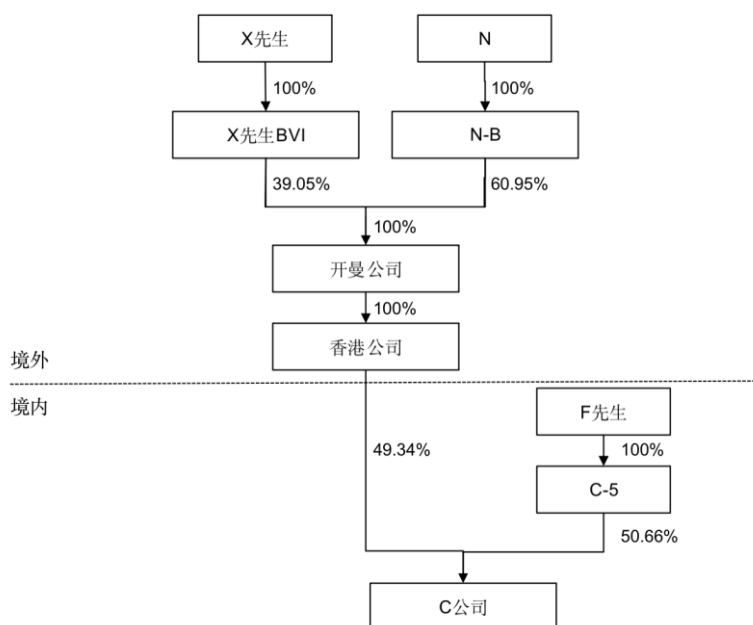 X先生
N
100%
100%
X先生BVI
N-B
39.05%
60.95%
100%
开曼公司
100%
香港公司
境外
境内
F先生
49.34%
100%
C-5
50.66%
C公司